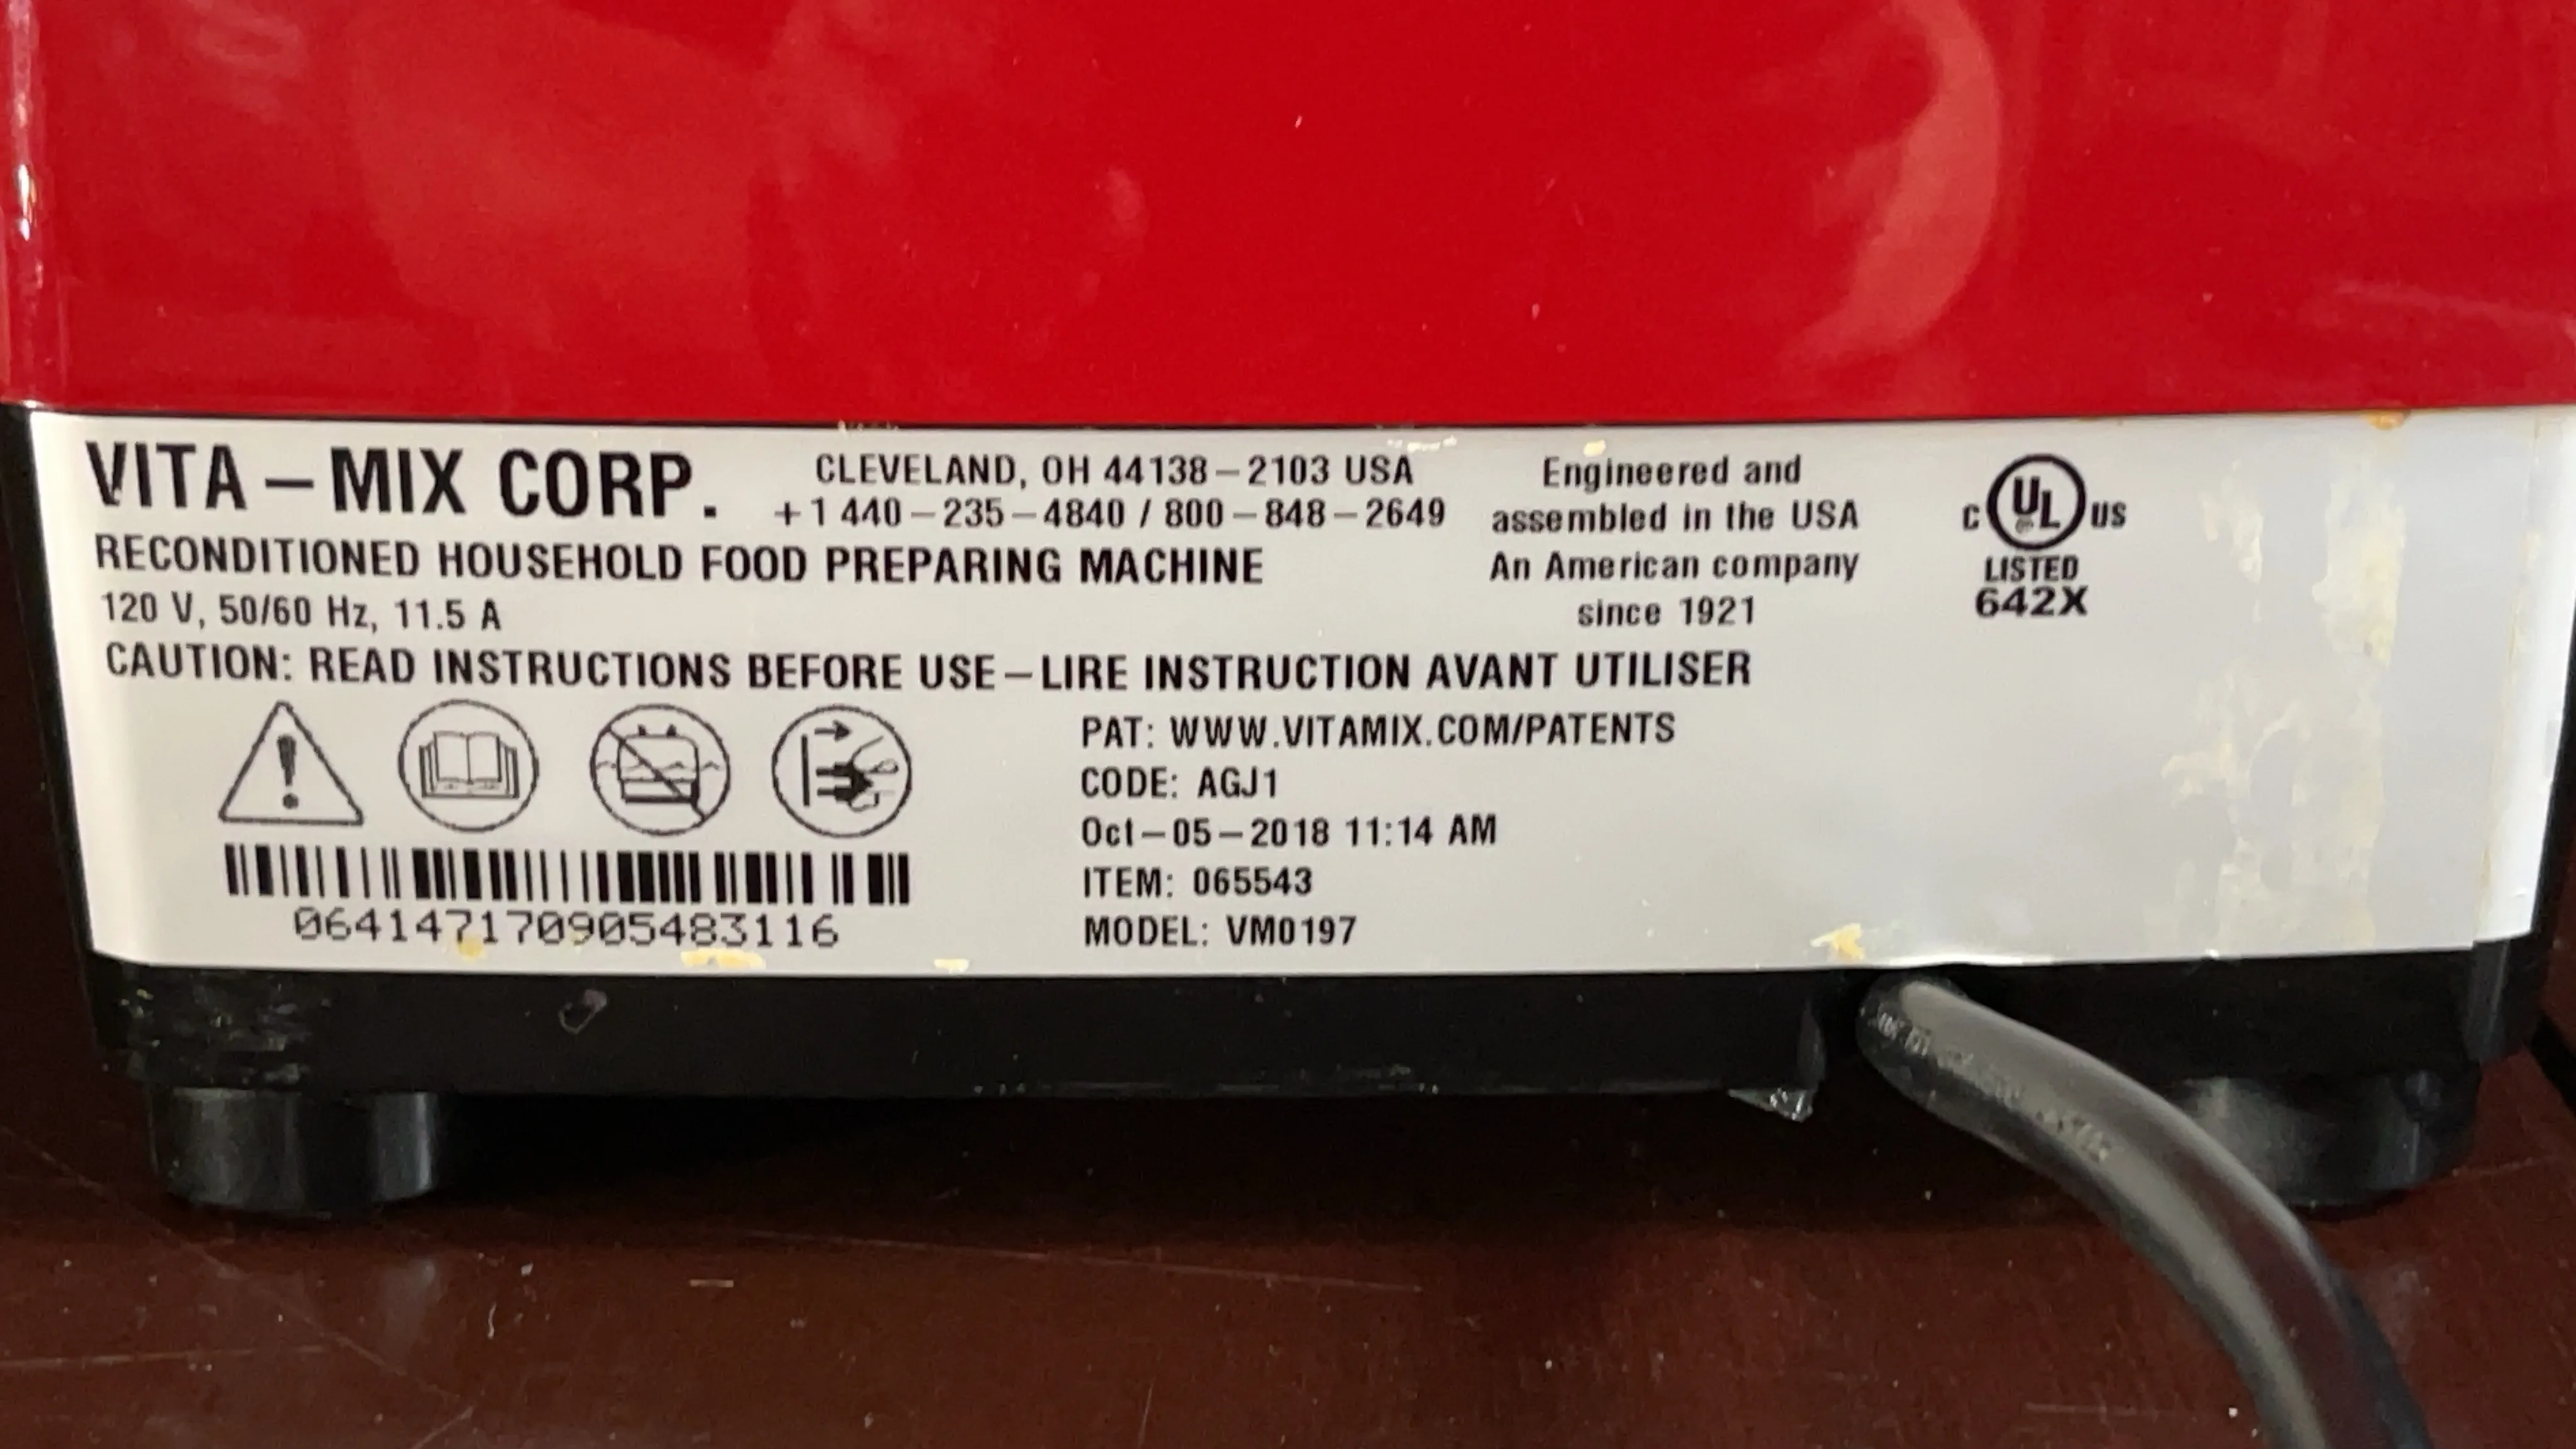 VITA–MIX CORP.
CLEVELAND, OH 44138–2103 USA
+1 440–235–4840 / 800–848–2649
Engineered and
assembled in the USA
An American company
since 1921
C UL US
LISTED
642X
RECONDITIONED HOUSEHOLD FOOD PREPARING MACHINE
120 V, 50/60 Hz, 11.5 A
CAUTION: READ INSTRUCTIONS BEFORE USE–LIRE INSTRUCTION AVANT UTILISER
PAT: WWW.VITAMIX.COM/PATENTS
CODE: AGJ1
Oct–05–2018 11:14 AM
ITEM: 065543
MODEL: VM0197
064147170905483116